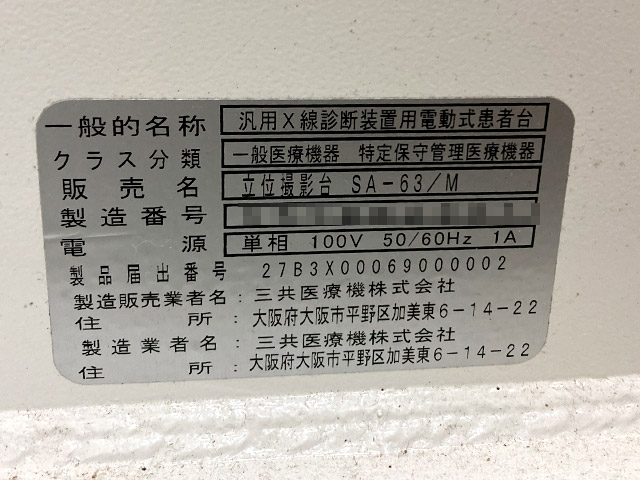 一般的名称 汎用X線診断装置用電動式患者台
クラス分類 一般医療機器 特定保守管理医療機器
販売名 立位撮影台 SA-63/M
製造番号
電源 単相 100V 50/60Hz 1A
製品届出番号 27B3X00069000002
製造販売業者名:三共医療機株式会社
住所:大阪府大阪市平野区加美東6-14-22
製造業者名:三共医療機株式会社
住所:大阪府大阪市平野区加美東6-14-22